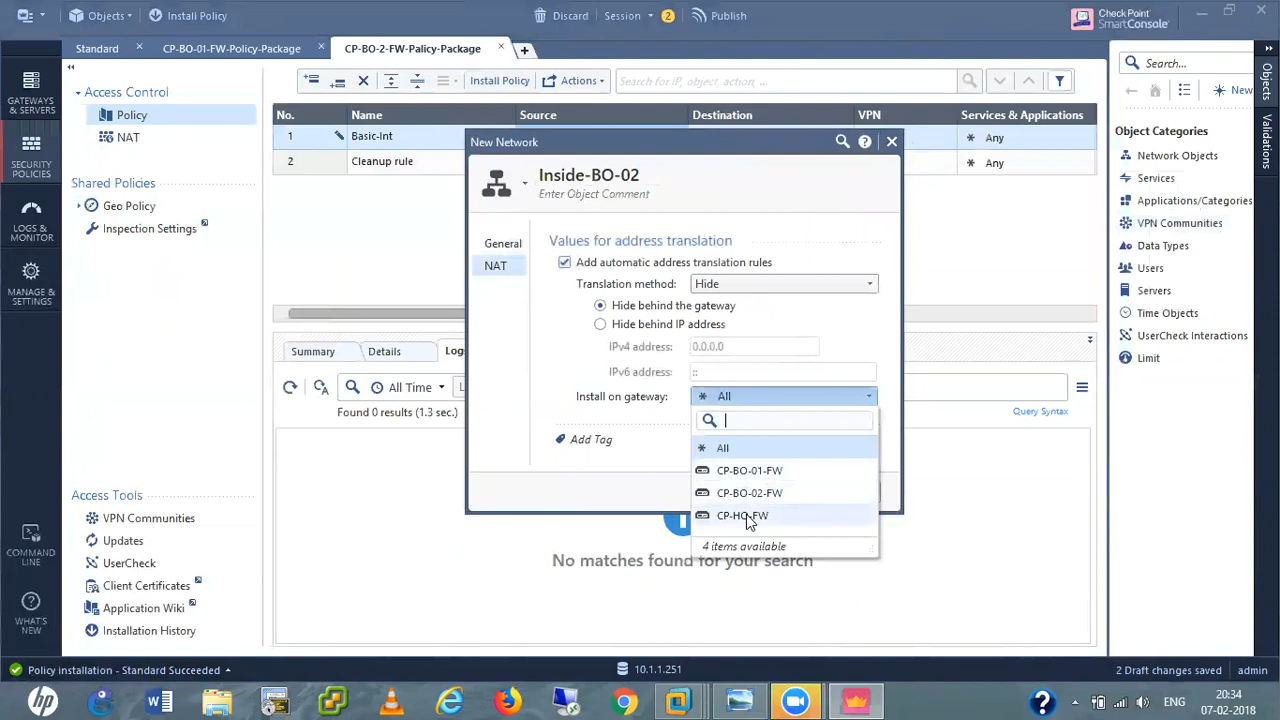 Objects
Install Policy
Discard
Session
2
Publish
Check Point
SmartConsole
Standard
CP-BO-01-FW-Policy-Package
CP-BO-2-FW-Palicy-Package
GATEWAYS & SERVERS
SECURITY POLICIES
LOGS & MONITOR
MANAGE & SETTINGS
COMMAND LINE
WHAT'S NEW
Access Control
Policy
NAT
Shared Policies
Geo Policy
Inspection Settings
Access Tools
VPN Communities
Updates
UserCheck
Client Certificates
Application Wiki
Installation History
Install Policy
Actions
Search for IP, object, action, ...
No. Name Source Destination VPN Services & Applications
1 Basic-Int Any
2 Cleanup rule Any
Summary Details Logs
All Time
Found 0 results (1.3 sec.)
Query Syntax
No matches found for your search
New Network
Inside-BO-02
Enter Object Comment
General
NAT
Values for address translation
Add automatic address translation rules
Translation method: Hide
Hide behind the gateway
Hide behind IP address
IPv4 address: 0.0.0.0
IPv6 address: ::
Install on gateway: All
Add Tag
All
CP-BO-01-FW
CP-BO-02-FW
CP-HO-FW
4 items available
Search...
New
Object Categories
Network Objects
Services
Applications/Categories
VPN Communities
Data Types
Users
Servers
Time Objects
UserCheck Interactions
Limit
Objects
Validations
Policy installation - Standard Succeeded
10.1.1.251
2 Draft changes saved
admin
ENG
20:34
07-02-2018